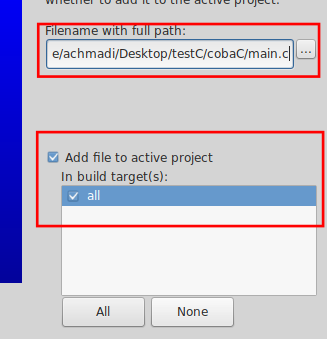 whether to add it to the active project.
Filename with full path:
e/achmadi/Desktop/testC/cobaC/main.c
...
Add file to active project
In build target(s):
all
All None